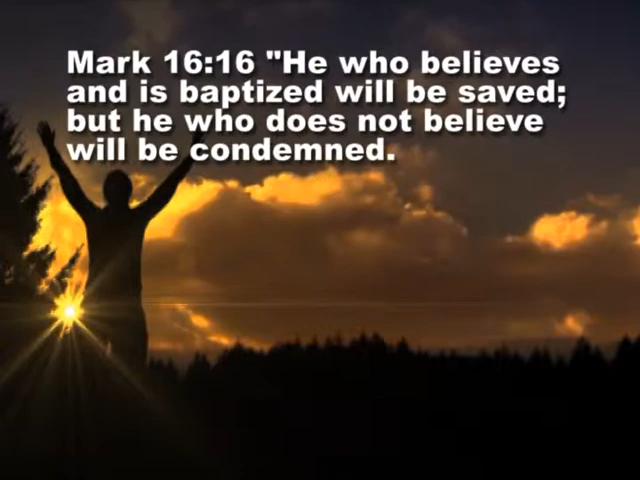 Mark 16:16 "He who believes
and is baptized will be saved;
but he who does not believe
will be condemned.